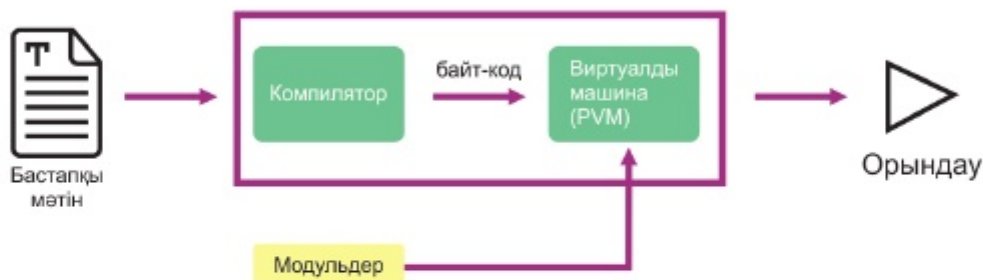 Бастапқы
мәтін
Компилятор
байт-код
Виртуалды
машина
(PVM)
Орындау
Модульдер